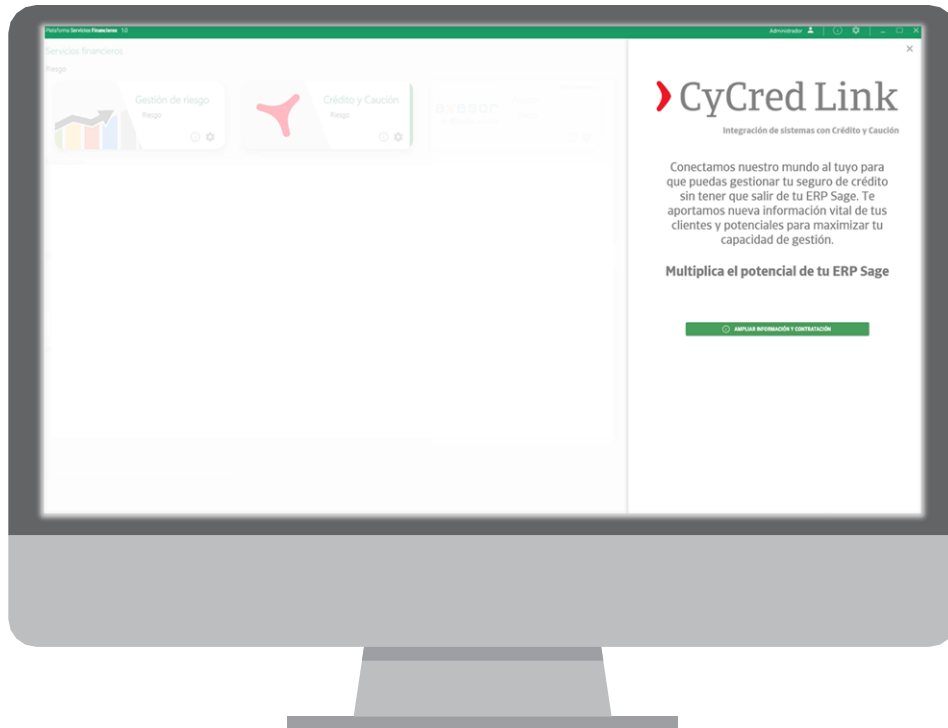 Plataforma Servicios Financieros 5.0
Administrador
Servicios financieros
Riesgo
Gestión de riesgo
Riesgo
Crédito y Caución
Riesgo
axesor
CyCred Link
Integración de sistemas con Crédito y Caución
Conectamos nuestro mundo al tuyo para
que puedas gestionar tu seguro de crédito
sin tener que salir de tu ERP Sage. Te
aportamos nueva información vital de tus
clientes y potenciales para maximizar tu
capacidad de gestión.
Multiplica el potencial de tu ERP Sage
AMPLIAR INFORMACIÓN Y CONTRATACIÓN